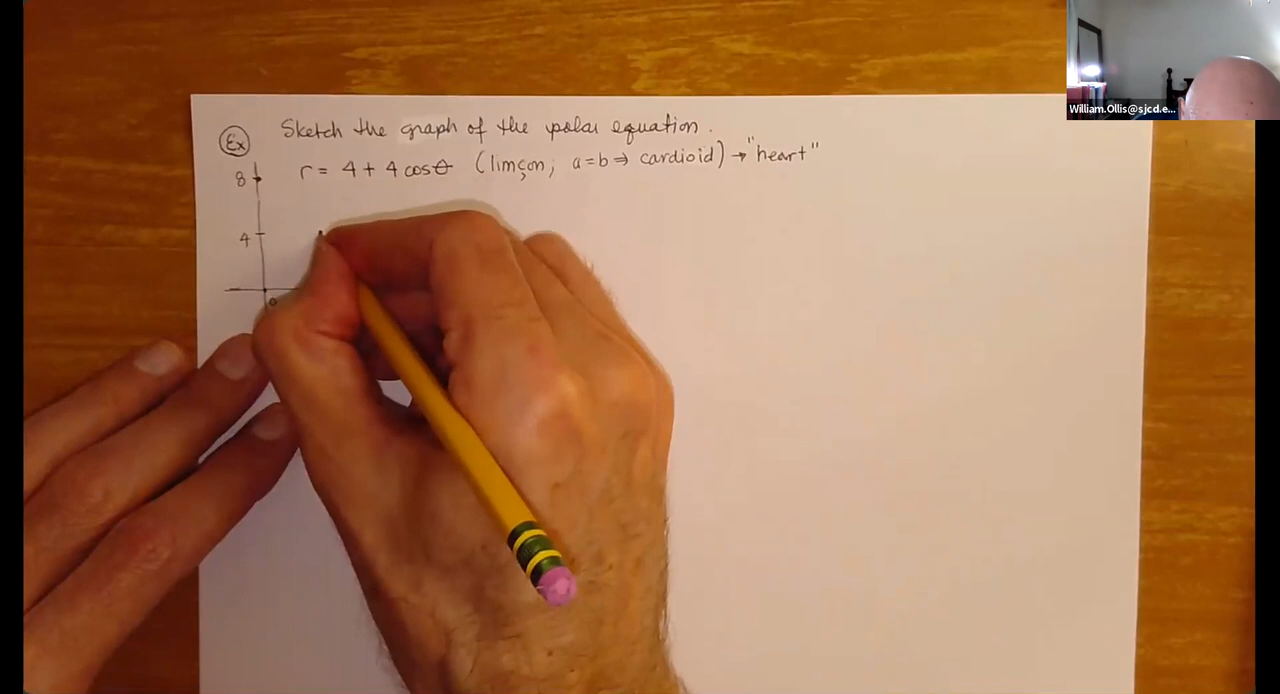 Ex Sketch the graph of the polar equation.
r = 4 + 4 cos θ (limçon; a = b ⇒ cardioid) → "heart"
8
4
0
William.Ollis@sjcd.e...